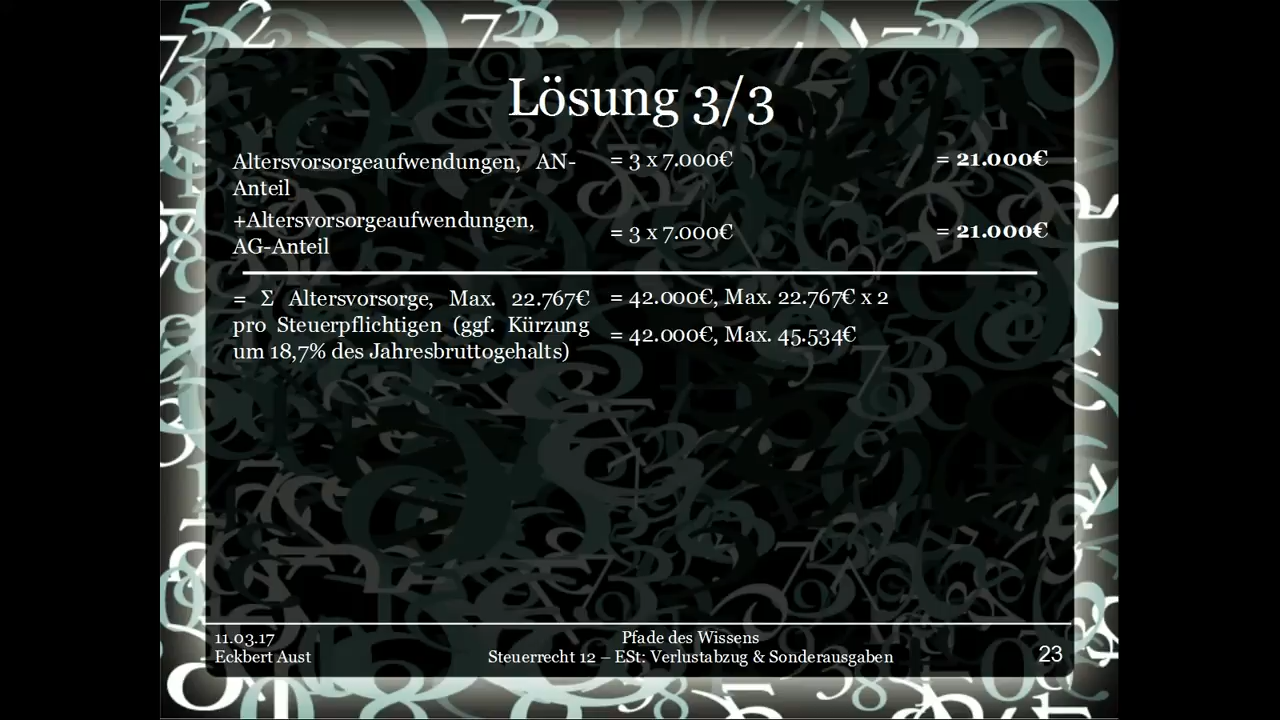 Lösung 3/3
Altersvorsorgeaufwendungen, AN-
Anteil
= 3 x 7.000€
= 21.000€
+Altersvorsorgeaufwendungen,
AG-Anteil
= 3 x 7.000€
= 21.000€
= Σ Altersvorsorge, Max. 22.767€
pro Steuerpflichtigen (ggf. Kürzung
um 18,7% des Jahresbruttogehalts)
= 42.000€, Max. 22.767€ x 2
= 42.000€, Max. 45.534€
11.03.17
Eckbert Aust
Pfade des Wissens
Steuerrecht 12 – ESt: Verlustabzug & Sonderausgaben
23